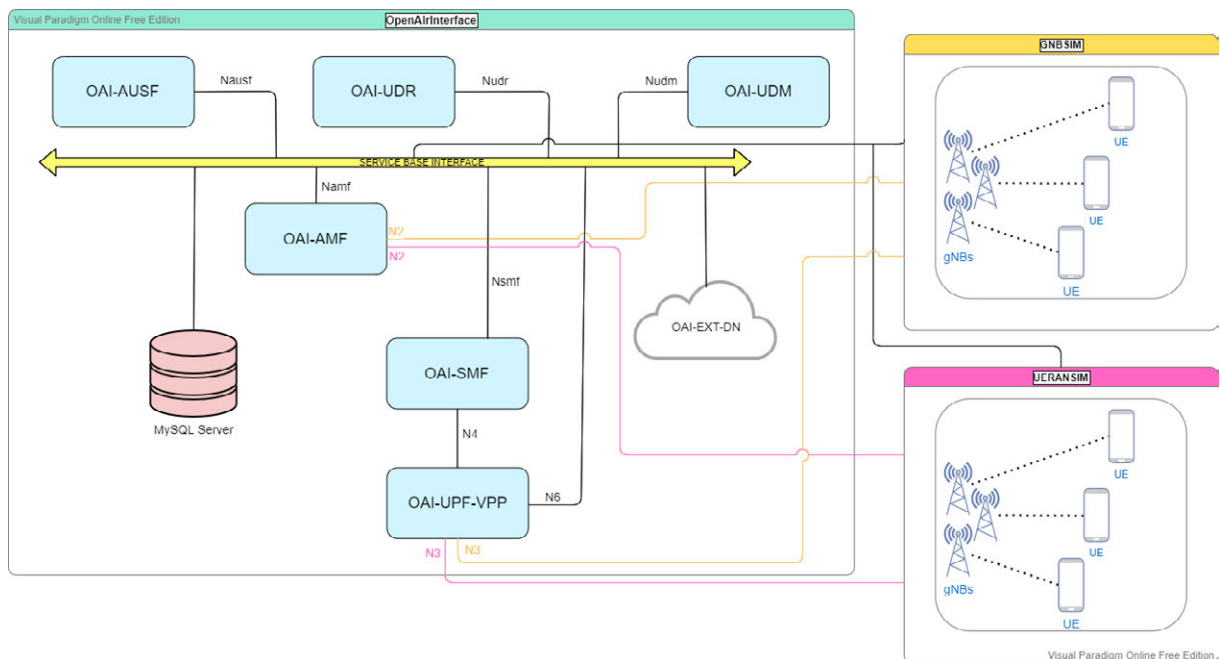 Visual Paradigm Online Free Edition
OpenAirInterface
OAI-AUSF
Nausf
OAI-UDR
Nudr
Nudm
OAI-UDM
SERVICE BASE INTERFACE
Namf
OAI-AMF
N2
N2
Nsmf
OAI-EXT-DN
MySQL Server
OAI-SMF
N4
OAI-UPF-VPP
N6
N3
N3
GNBSIM
UE
UE
gNBs
UE
UERANSIM
UE
UE
gNBs
UE
Visual Paradigm Online Free Edition